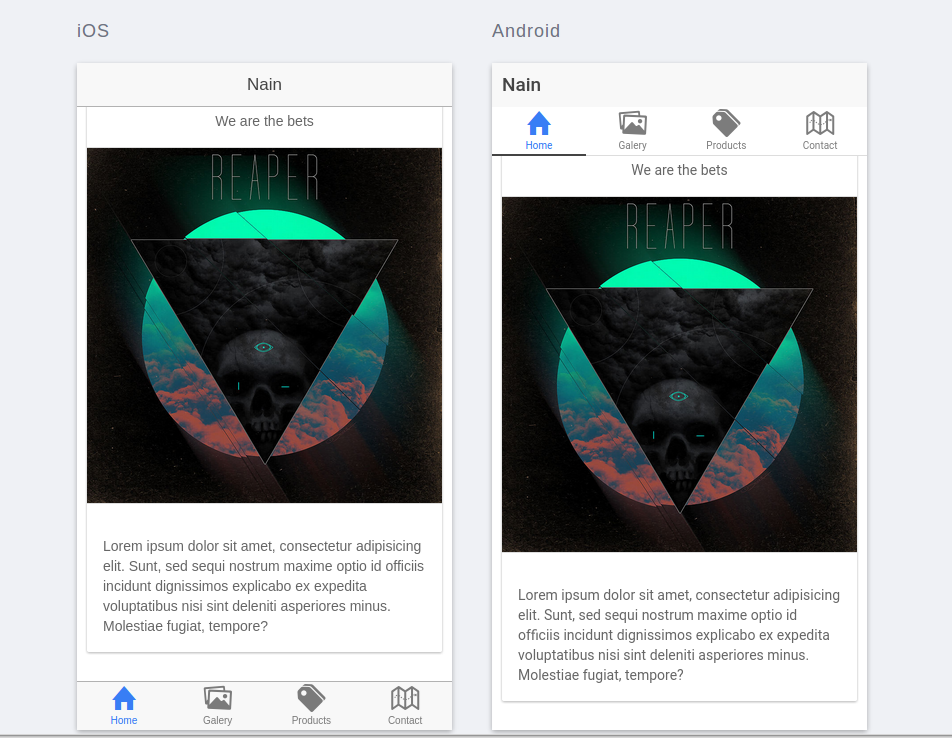 iOS
Nain
We are the bets
REAPER
Lorem ipsum dolor sit amet, consectetur adipisicing
elit. Sunt, sed sequi nostrum maxime optio id officiis
incidunt dignissimos explicabo ex expedita
voluptatibus nisi sint deleniti asperiores minus.
Molestiae fugiat, tempore?
Home
Galery
Products
Contact
Android
Nain
Home
Galery
Products
Contact
We are the bets
REAPER
Lorem ipsum dolor sit amet, consectetur adipisicing
elit. Sunt, sed sequi nostrum maxime optio id
officiis incidunt dignissimos explicabo ex expedita
voluptatibus nisi sint deleniti asperiores minus.
Molestiae fugiat, tempore?